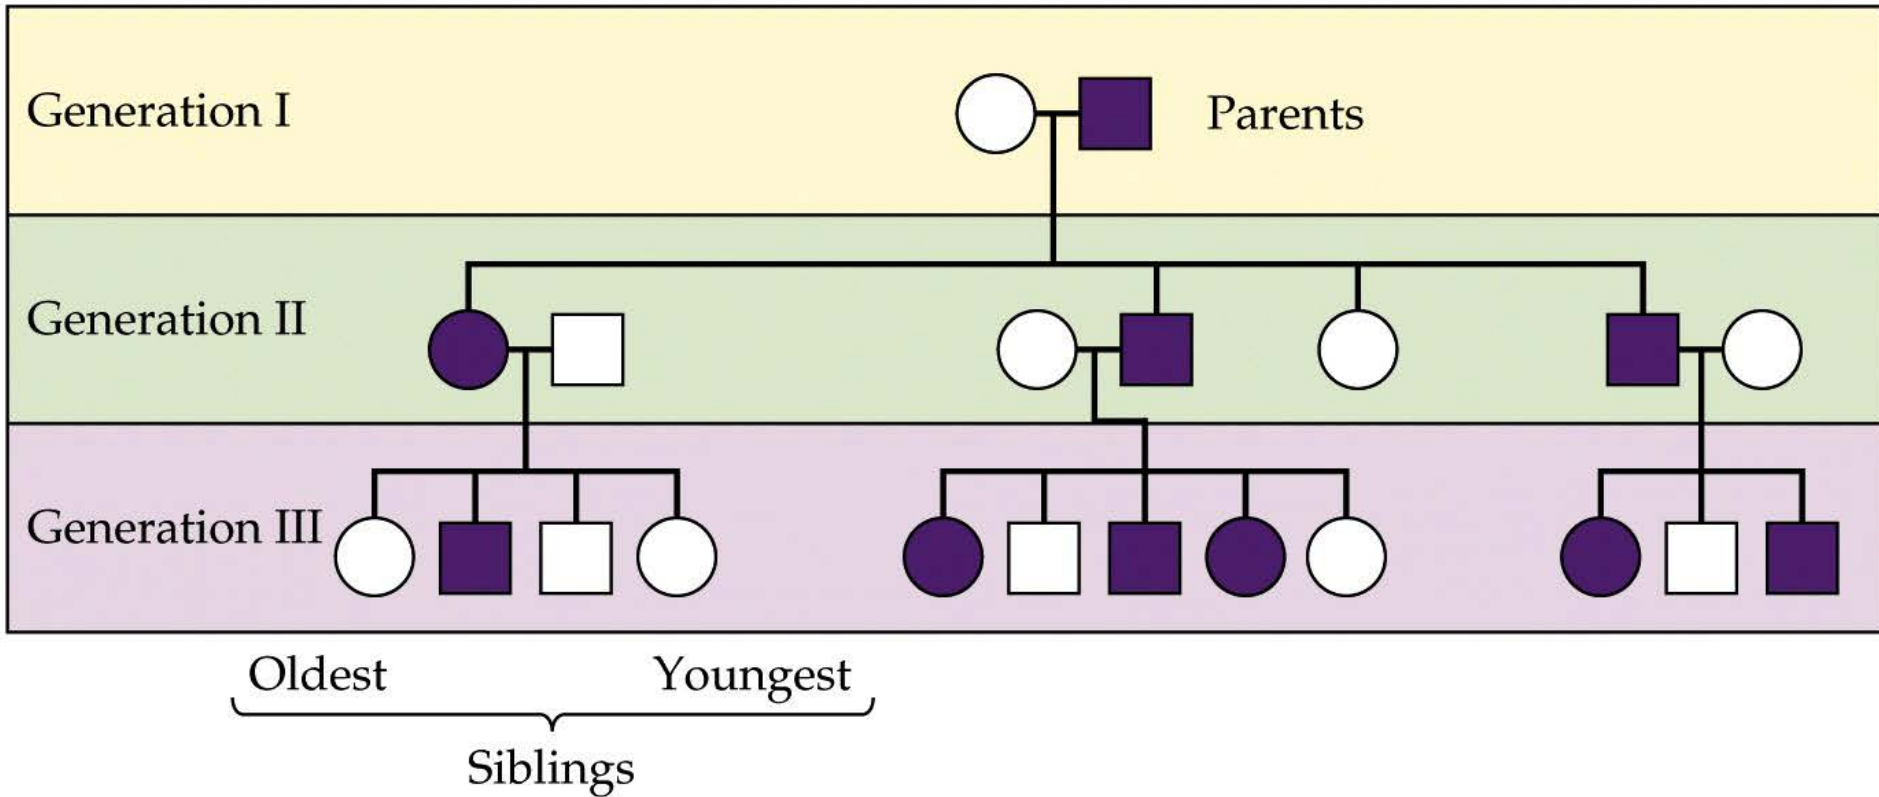 Generation I
Parents
Generation II
Generation III
Oldest
Youngest
Siblings